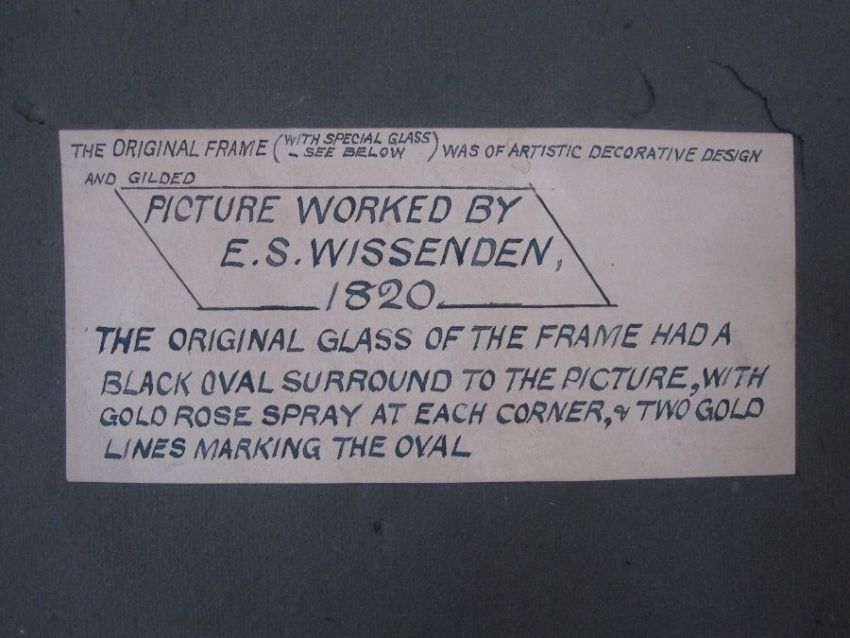 THE ORIGINAL FRAME (WITH SPECIAL GLASS
- SEE BELOW) WAS OF ARTISTIC DECORATIVE DESIGN
AND GILDED
PICTURE WORKED BY
E.S. WISSENDEN,
1820.
THE ORIGINAL GLASS OF THE FRAME HAD A
BLACK OVAL SURROUND TO THE PICTURE, WITH
GOLD ROSE SPRAY AT EACH CORNER, & TWO GOLD
LINES MARKING THE OVAL